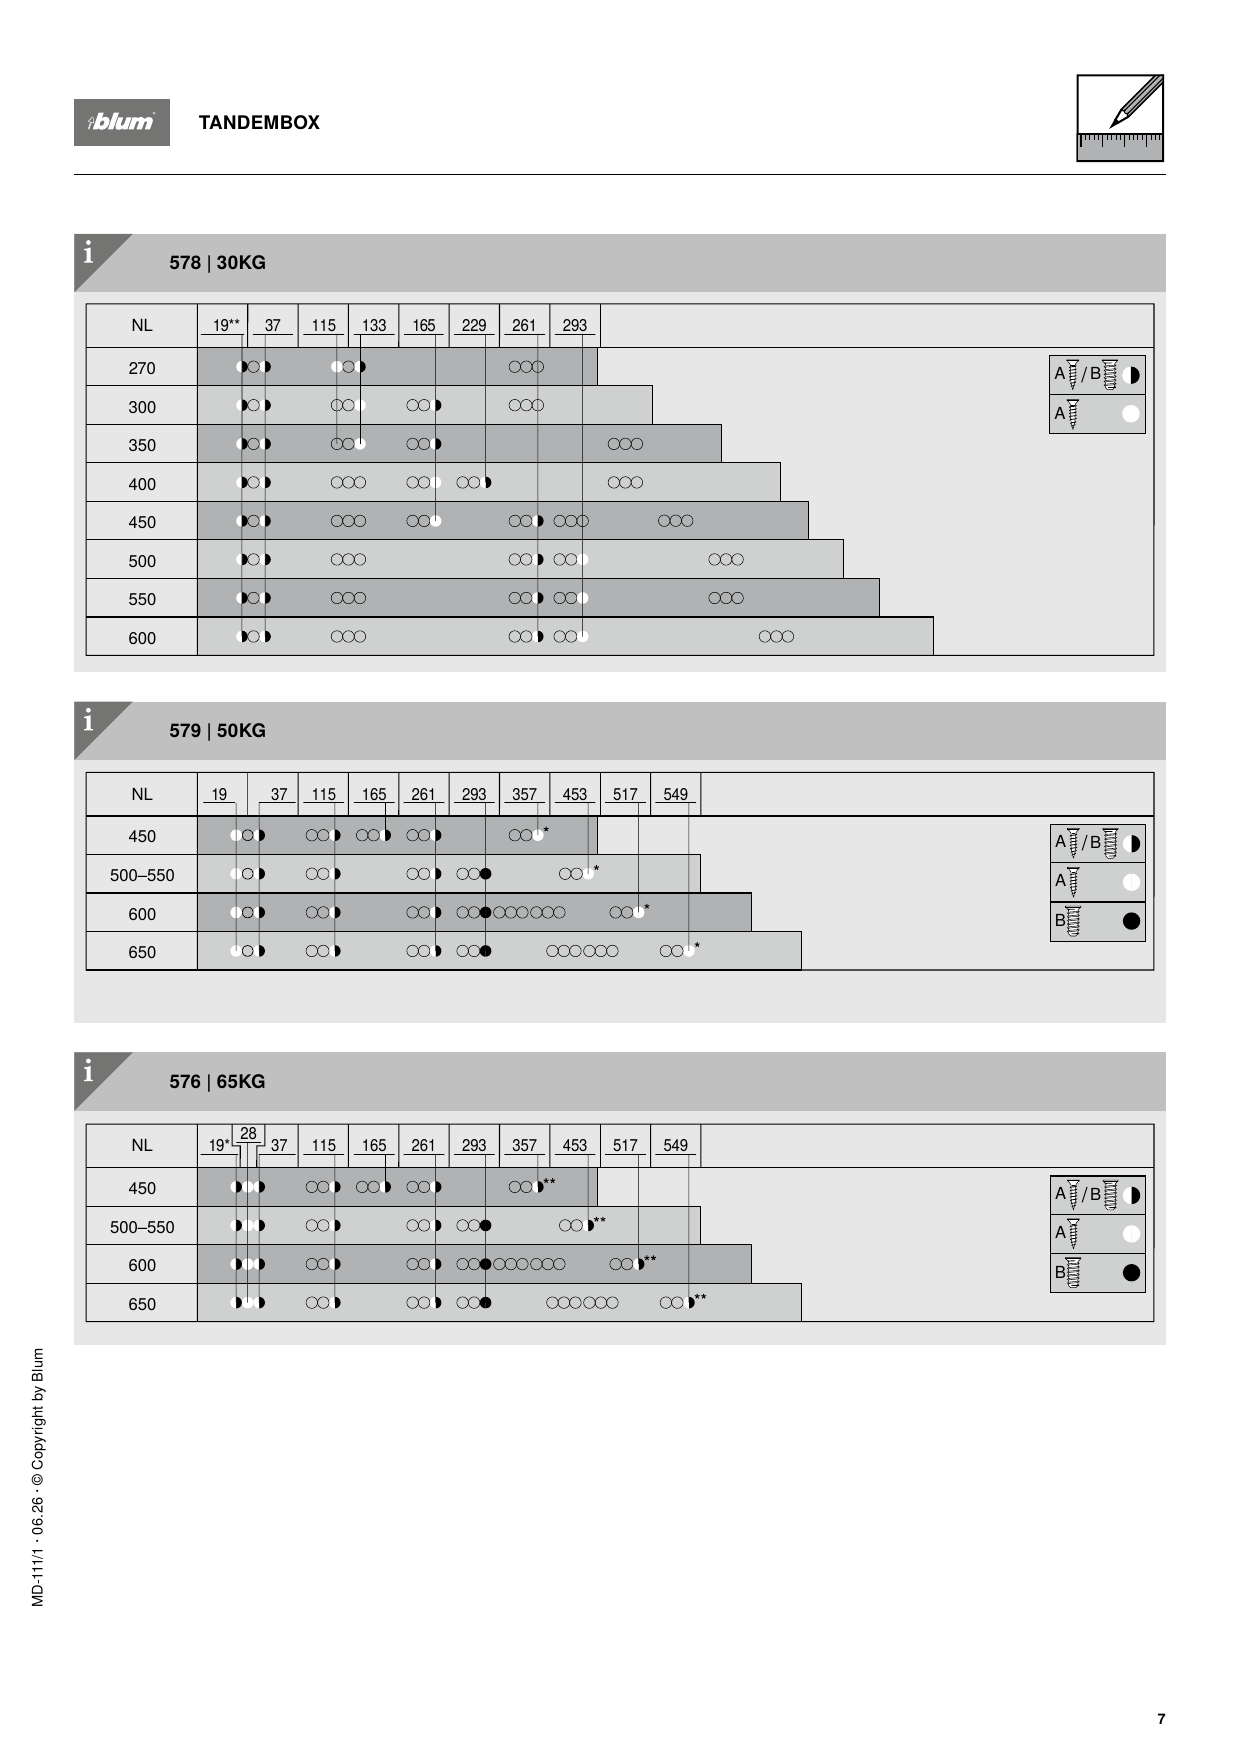 blum
TANDEMBOX
i
578 | 30KG
NL 19** 37 115 133 165 229 261 293
270
A / B
300
A
350
400
450
500
550
600
i
579 | 50KG
NL 19 37 115 165 261 293 357 453 517 549
450 *
A / B
500–550 *
A
600 *
B
650 *
i
576 | 65KG
NL 19* 28 37 115 165 261 293 357 453 517 549
450 **
A / B
500–550 **
A
600 **
B
650 **
MD-111/1 · 06.26 · © Copyright by Blum
7